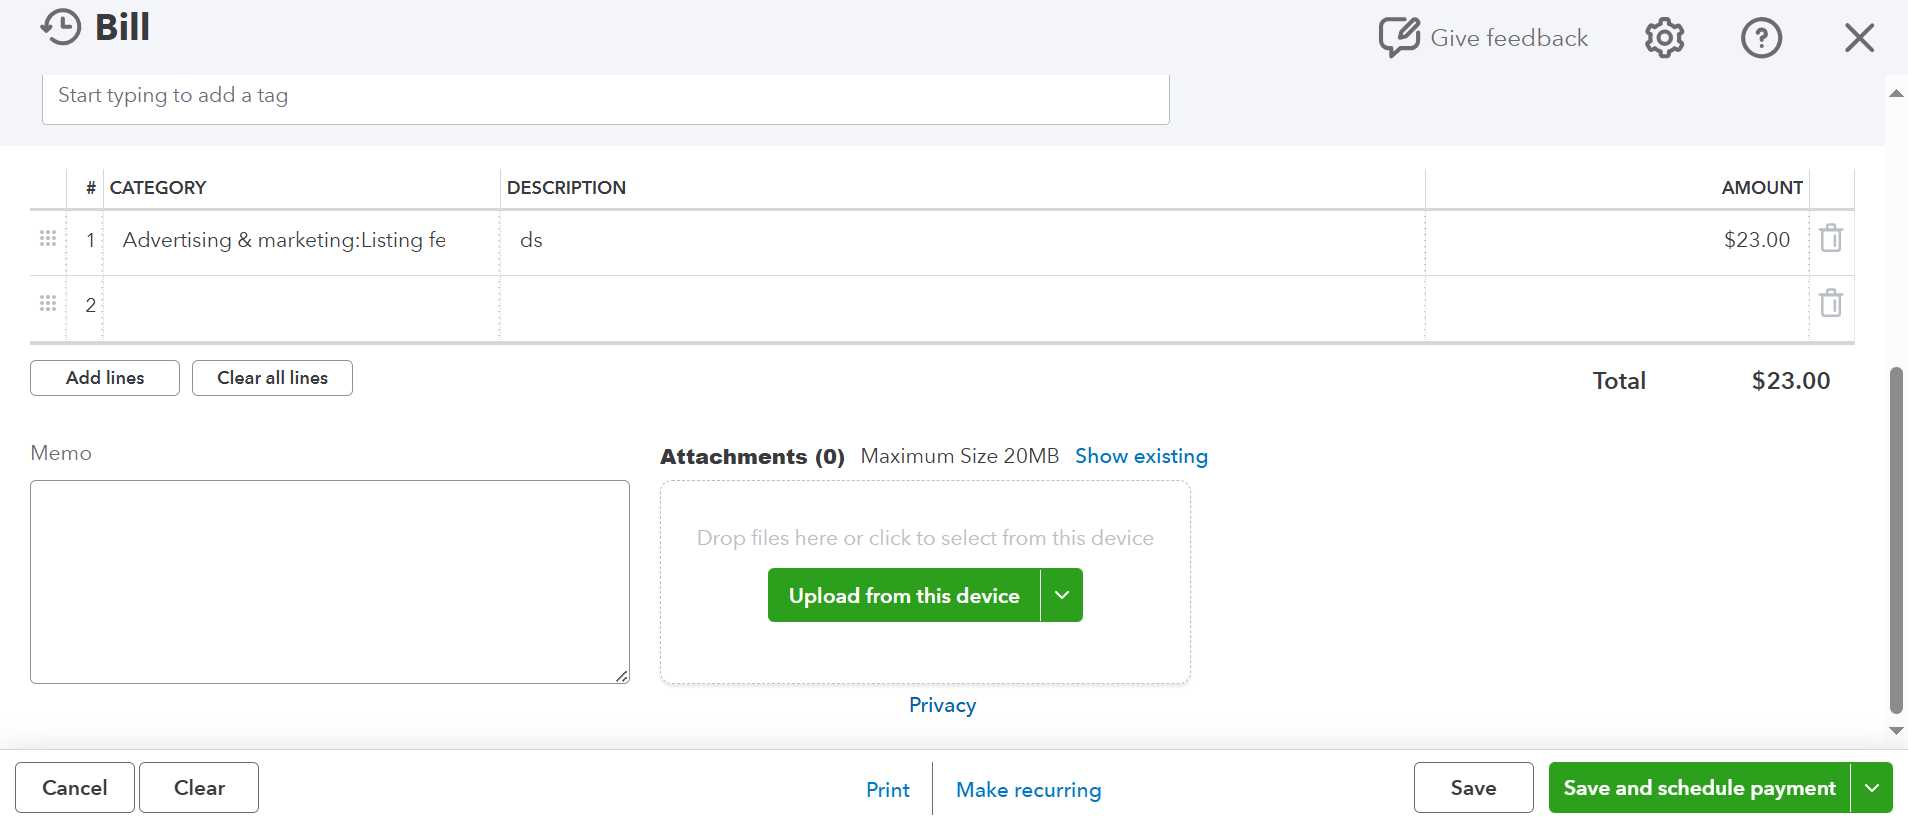 Bill
Give feedback
Start typing to add a tag
# CATEGORY DESCRIPTION AMOUNT
1 Advertising & marketing:Listing fe ds $23.00
2
Add lines Clear all lines Total $23.00
Memo
Attachments (0) Maximum Size 20MB Show existing
Drop files here or click to select from this device
Upload from this device
Privacy
Cancel Clear Print Make recurring Save Save and schedule payment